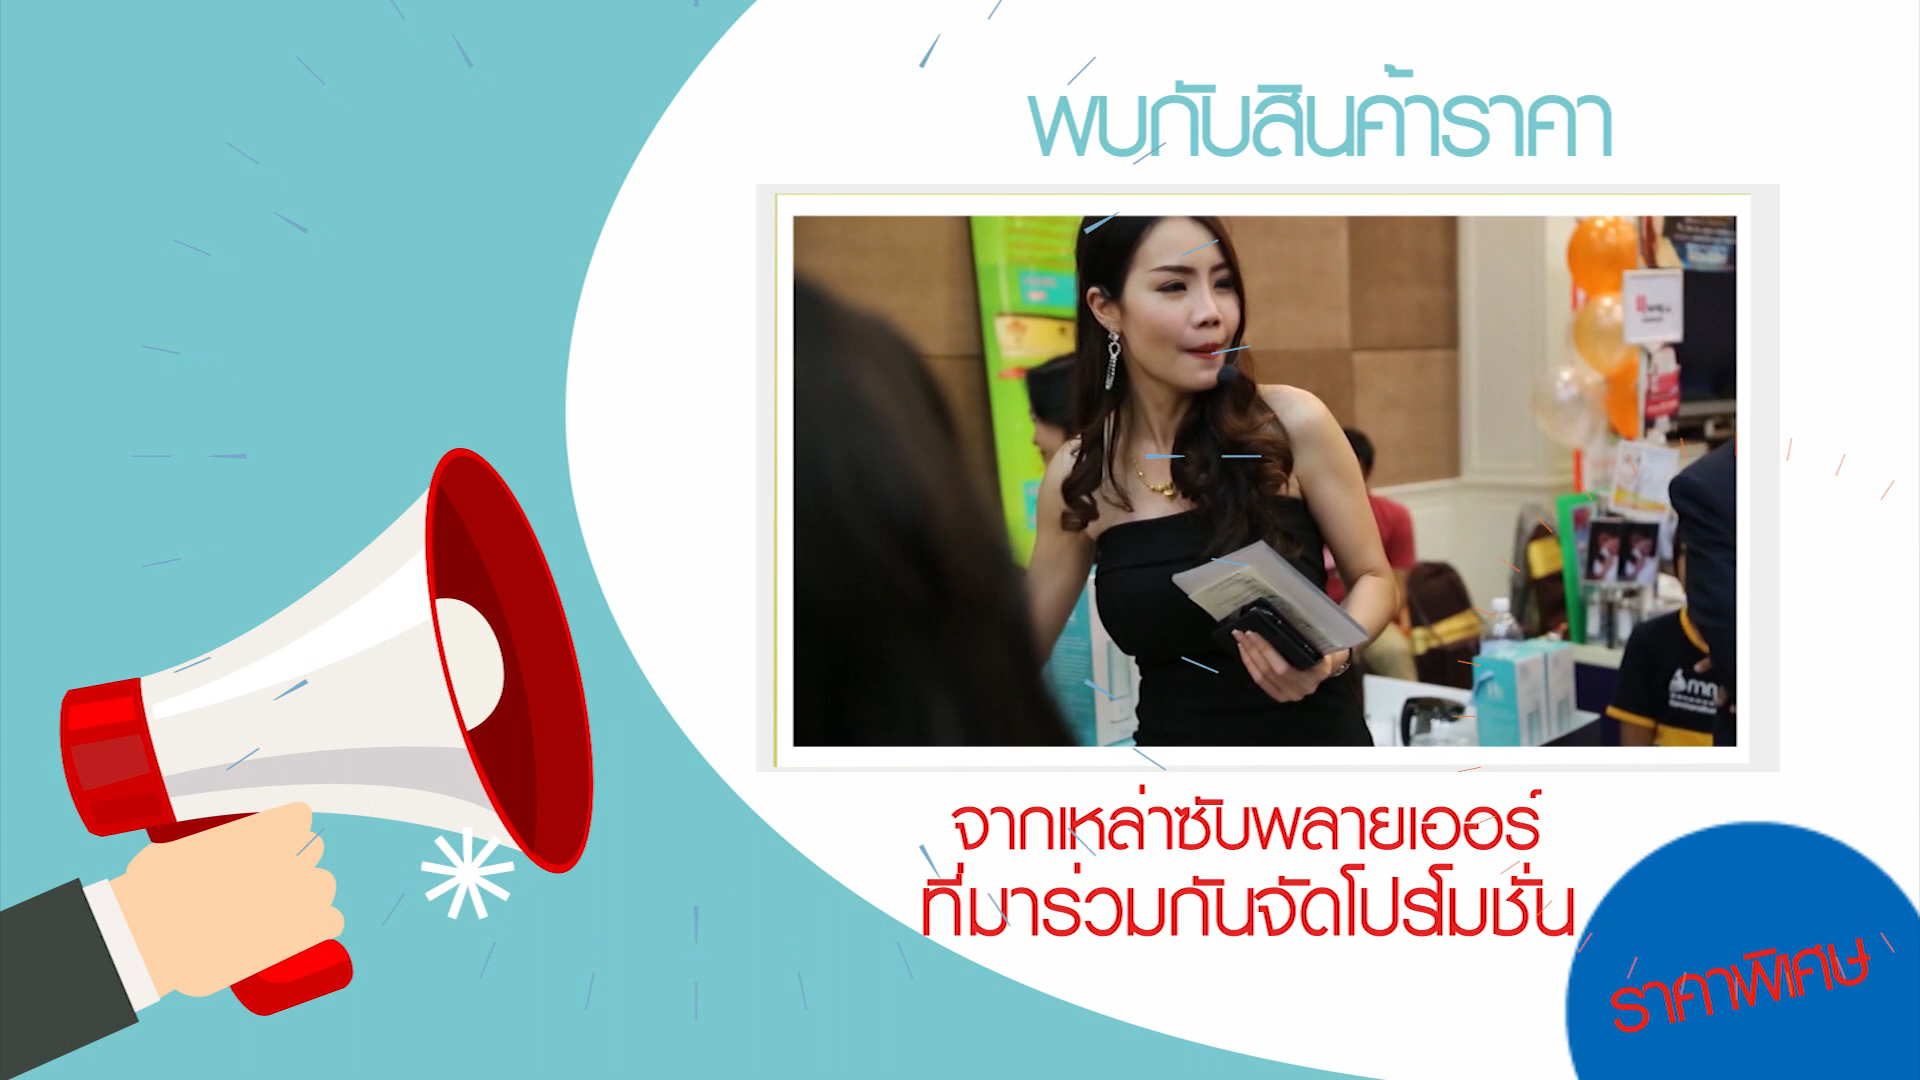 พบกับสินค้าราคา
จากเหล่าซับพลายเออร์
ที่มาร่วมกันจัดโปรโมชั่น
ราคาพิเศษ